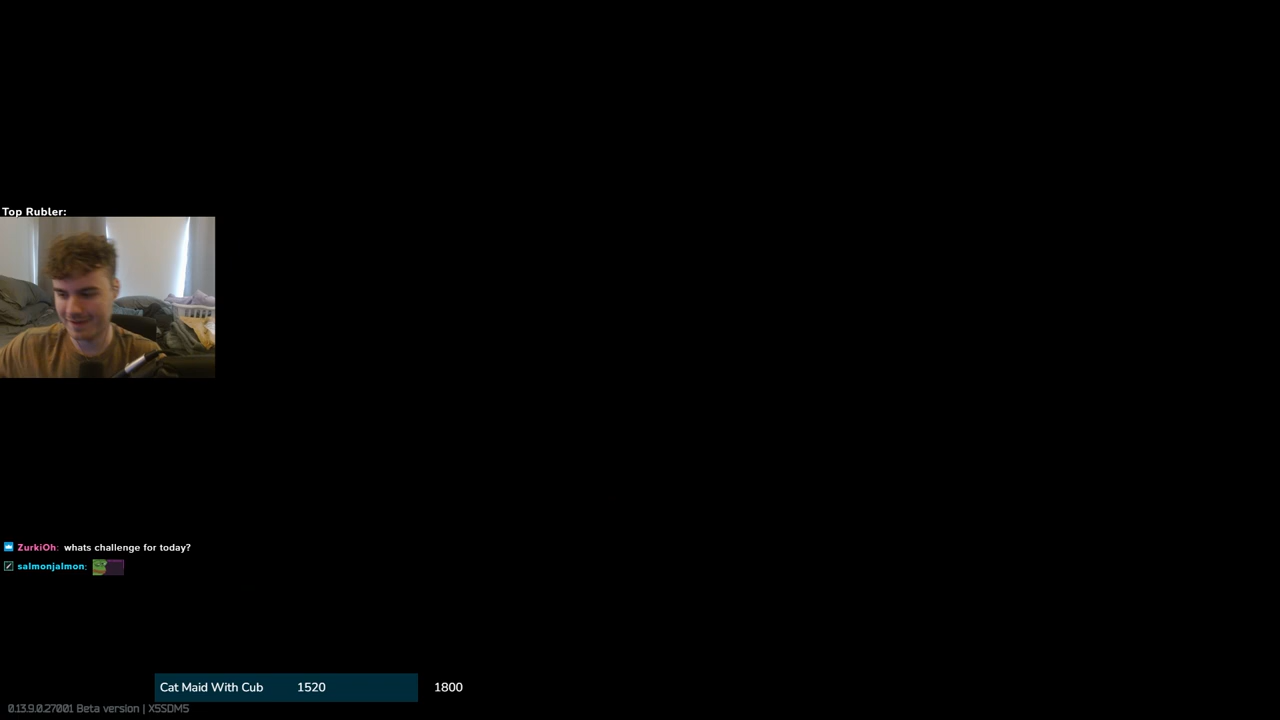 Top Rubler:
ZurkiOh: whats challenge for today?
salmonjalmon:
Cat Maid With Cub 1520 1800
0.13.9.0.27001 Beta version | X5SDM5